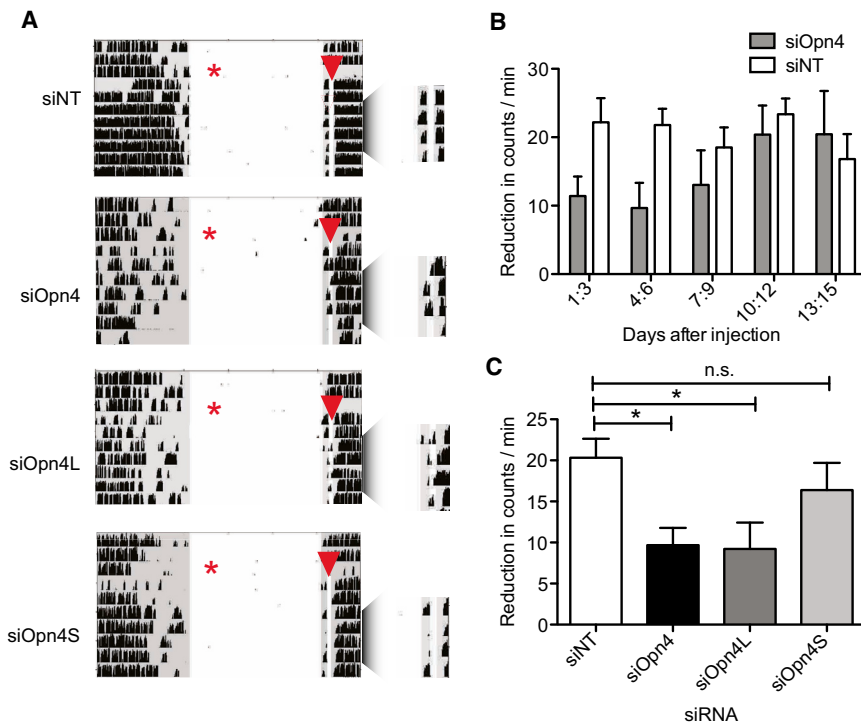 A
siNT
*
siOpn4
*
siOpn4L
*
siOpn4S
*
B
siOpn4
siNT
Reduction in counts / min
30
20
10
0
1:3
4:6
7:9
10:12
13:15
Days after injection
C
n.s.
*
*
Reduction in counts / min
25
20
15
10
5
0
siNT
siOpn4
siOpn4L
siOpn4S
siRNA